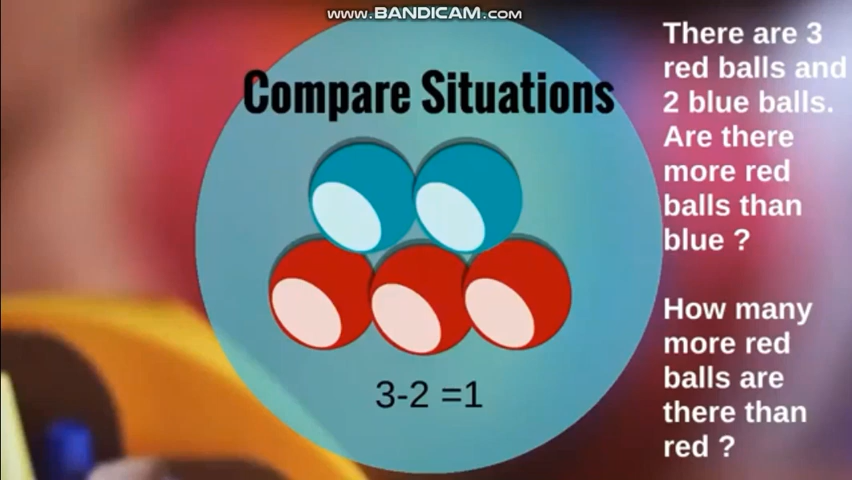 www.BANDICAM.com
Compare Situations
3-2 =1
There are 3
red balls and
2 blue balls.
Are there
more red
balls than
blue ?
How many
more red
balls are
there than
red ?